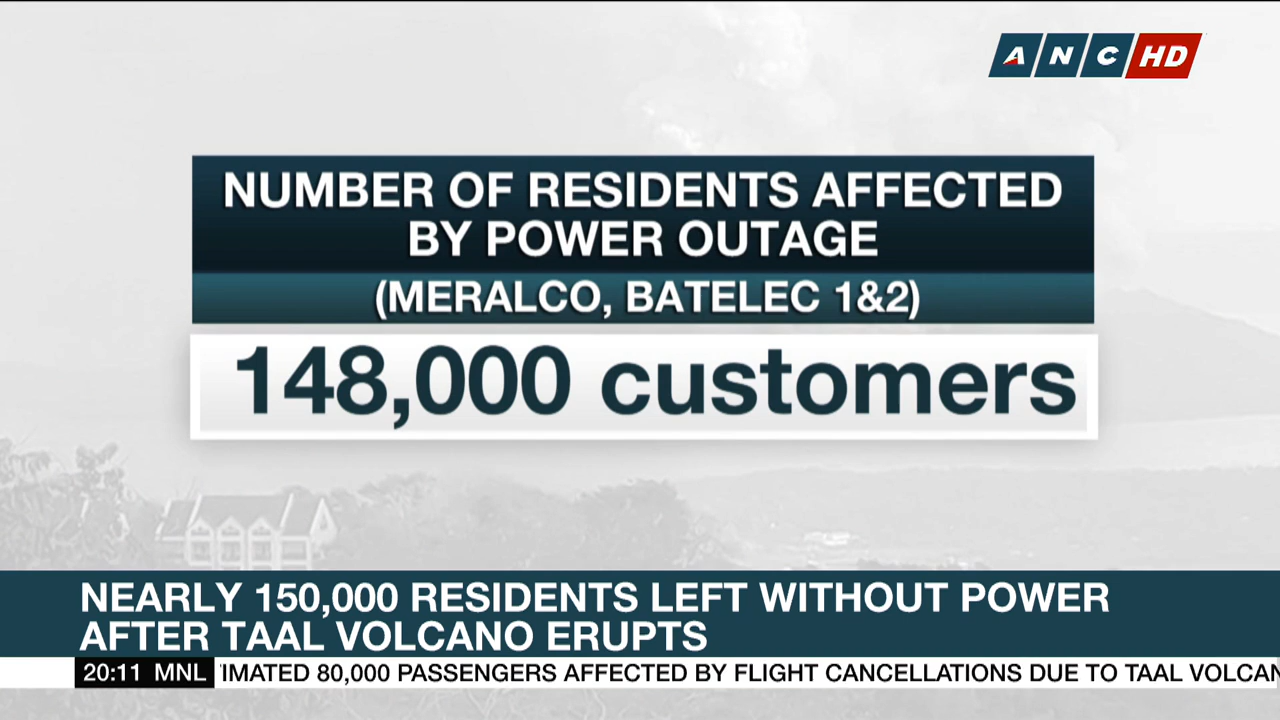 ANC HD
NUMBER OF RESIDENTS AFFECTED
BY POWER OUTAGE
(MERALCO, BATELEC 1&2)
148,000 customers
NEARLY 150,000 RESIDENTS LEFT WITHOUT POWER
AFTER TAAL VOLCANO ERUPTS
20:11 MNL TIMATED 80,000 PASSENGERS AFFECTED BY FLIGHT CANCELLATIONS DUE TO TAAL VOLCAN